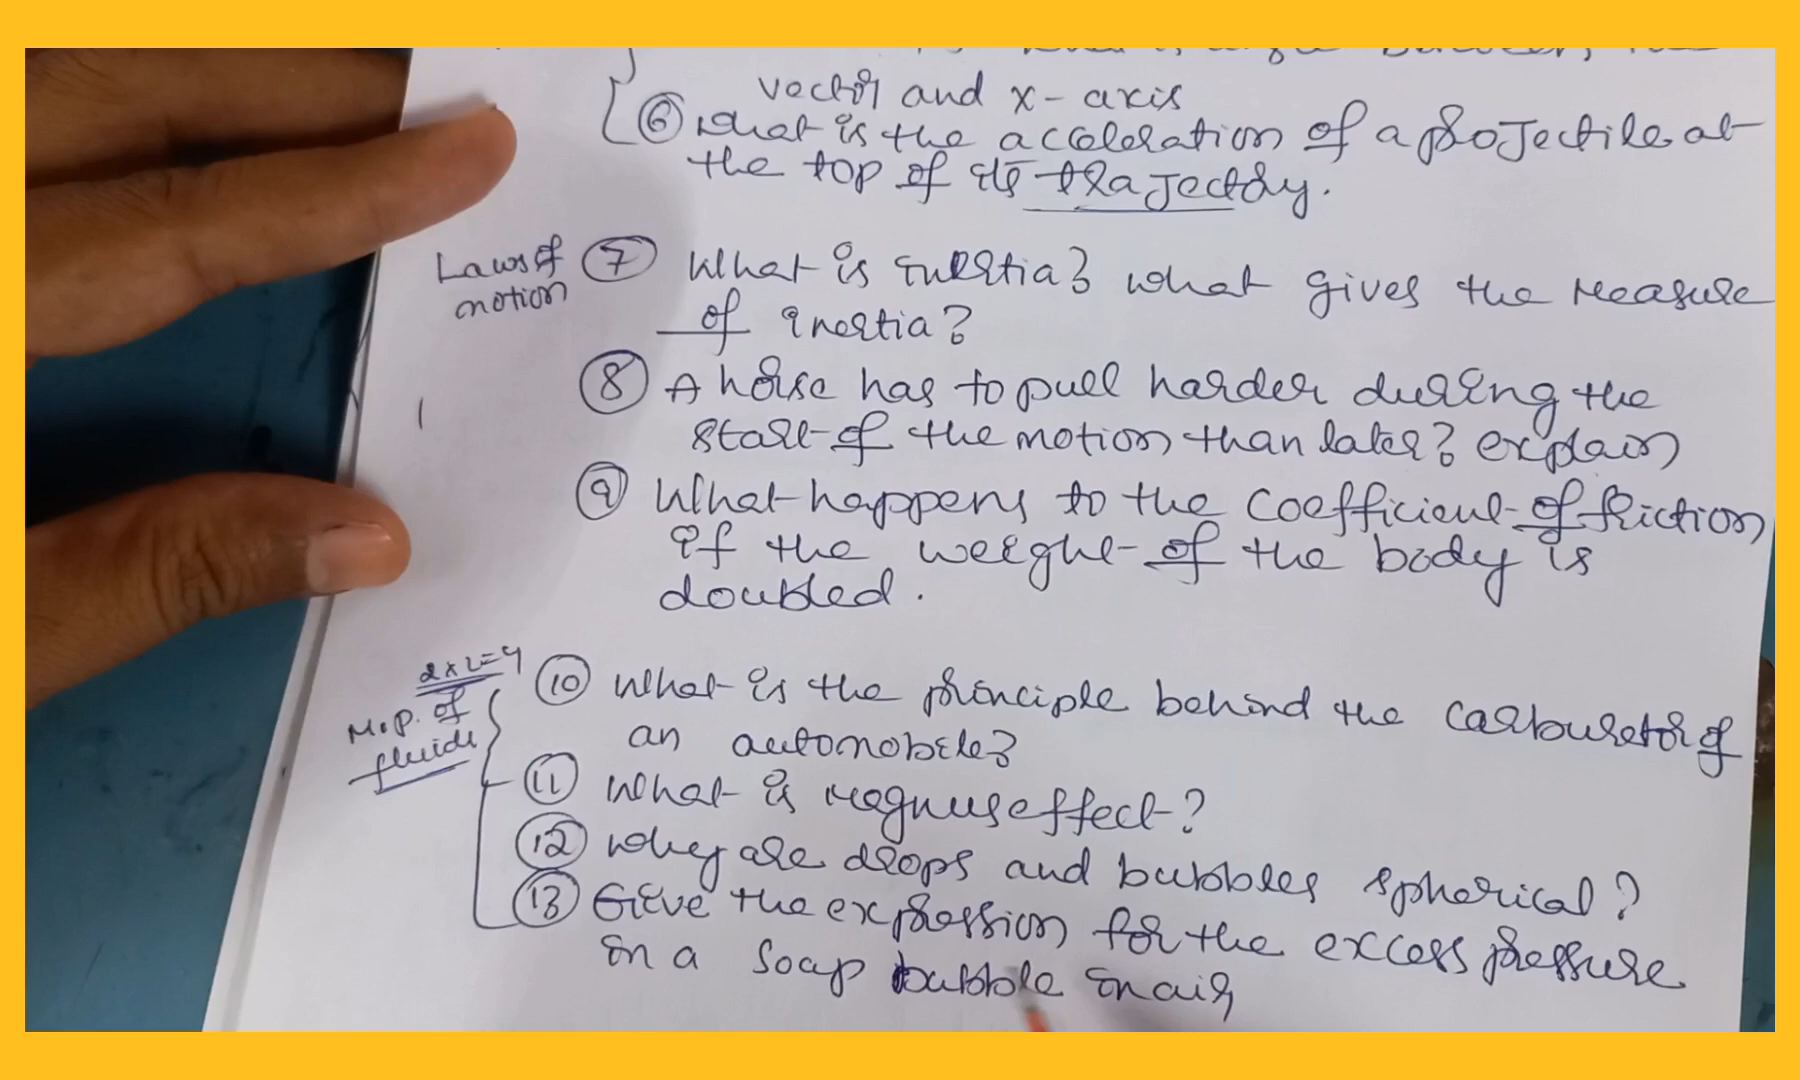 vector and x-axis
⑥ What is the acceleration of a projectile at
the top of its trajectory.
Laws of
motion
⑦ What is inertia? What gives the measure
of inertia?
⑧ A horse has to pull harder during the
start of the motion than later? explain
⑨ What happens to the coefficient of friction
if the weight of the body is
doubled.
2x2=4
M.p. of
fluids
⑩ What is the principle behind the carburetor of
an automobile?
⑪ What is magnus effect?
⑫ why are drops and bubbles spherical?
⑬ Give the expression for the excess pressure
in a soap bubble in air